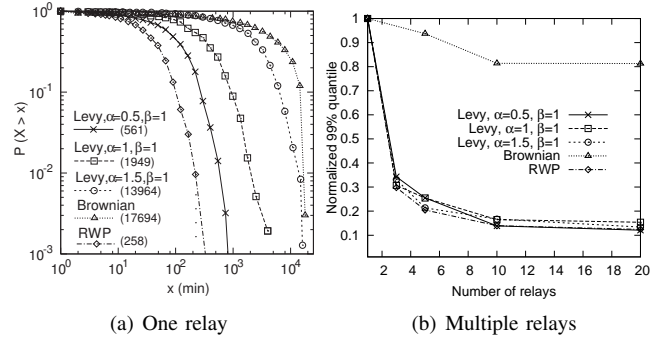 10^0
10^-1
10^-2
10^-3
P (X > x)
Levy,α=0.5,β=1
(561)
Levy,α=1,β=1
(1949)
Levy,α=1.5,β=1
(13964)
Brownian
(17694)
RWP
(258)
10^0 10^1 10^2 10^3 10^4
x (min)
(a) One relay
1
0.9
0.8
0.7
0.6
0.5
0.4
0.3
0.2
0.1
Normalized 99% quantile
Levy, α=0.5, β=1
Levy, α=1, β=1
Levy, α=1.5, β=1
Brownian
RWP
2 4 6 8 10 12 14 16 18 20
Number of relays
(b) Multiple relays